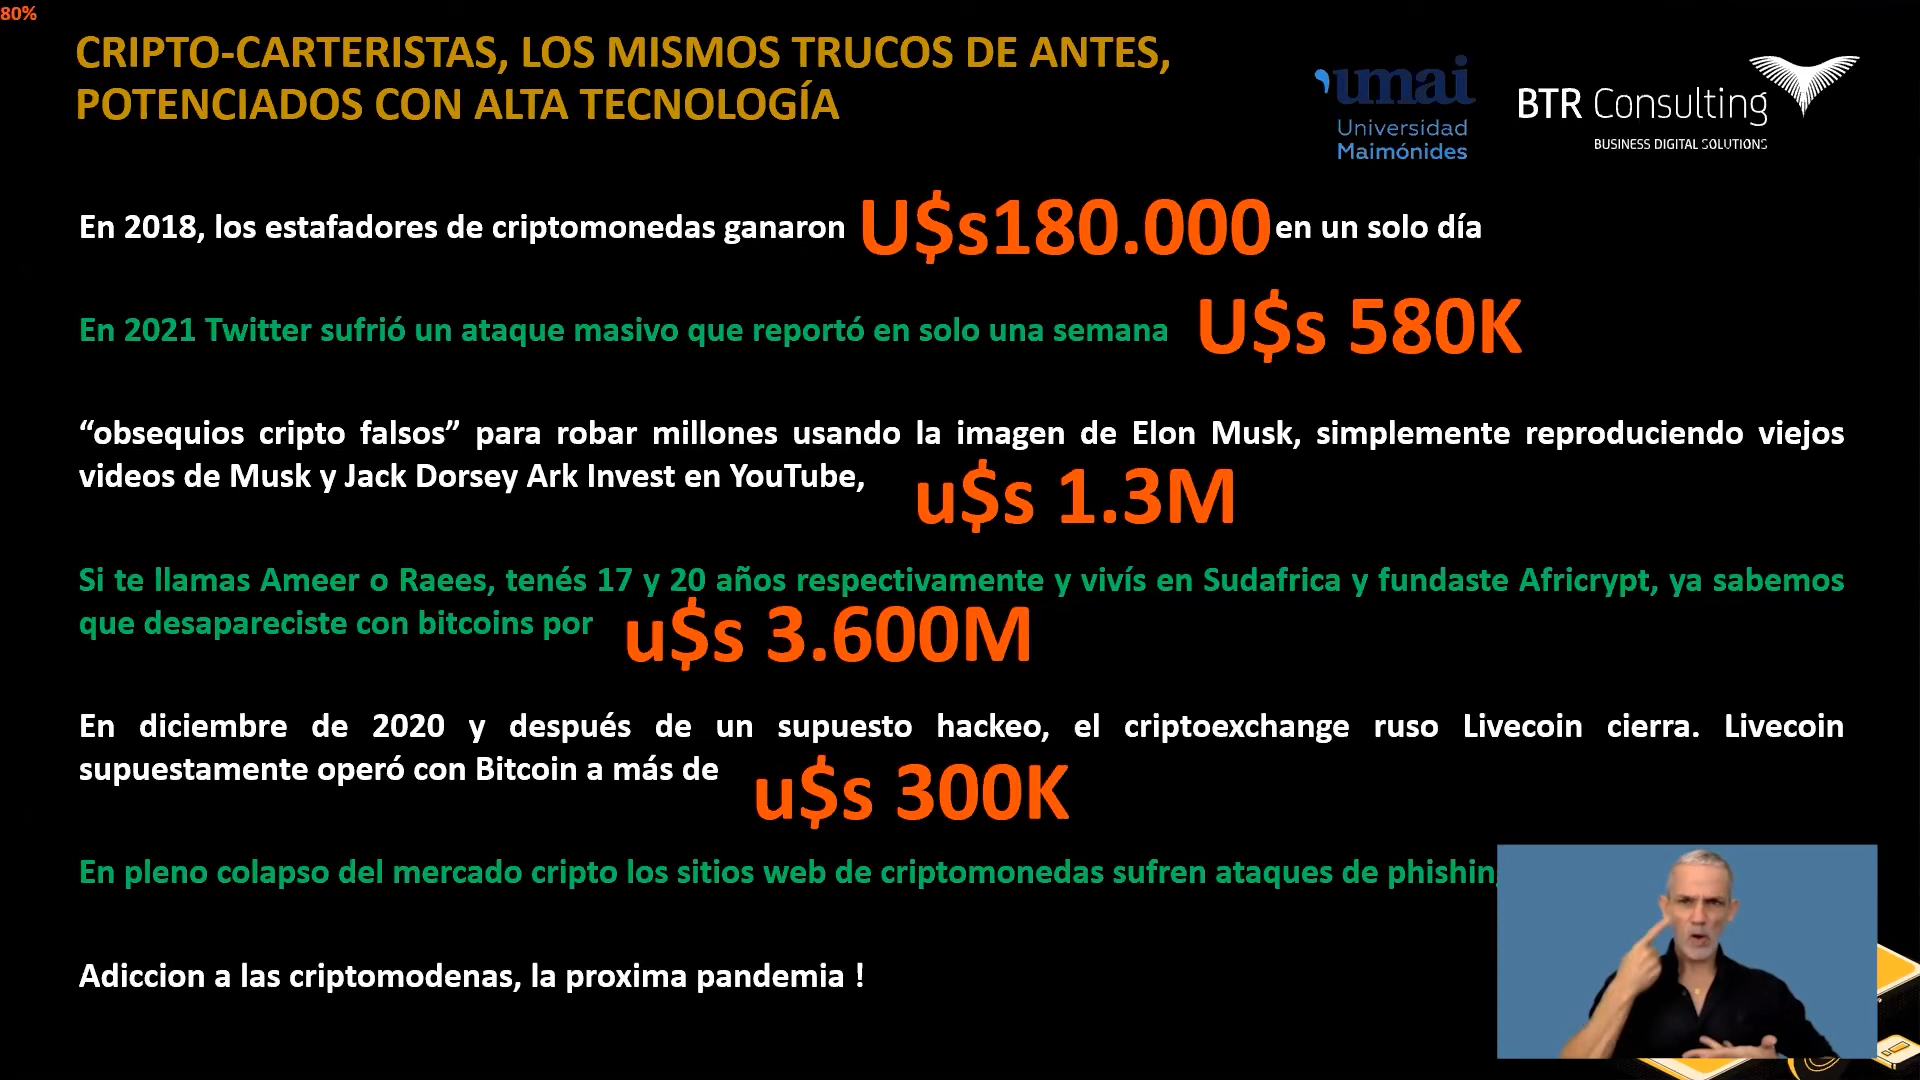 80%
CRIPTO-CARTERISTAS, LOS MISMOS TRUCOS DE ANTES,
POTENCIADOS CON ALTA TECNOLOGÍA
umai
Universidad
Maimónides
BTR Consulting
BUSINESS DIGITAL SOLUTIONS
En 2018, los estafadores de criptomonedas ganaron U$s180.000 en un solo día
En 2021 Twitter sufrió un ataque masivo que reportó en solo una semana U$s 580K
“obsequios cripto falsos” para robar millones usando la imagen de Elon Musk, simplemente reproduciendo viejos
videos de Musk y Jack Dorsey Ark Invest en YouTube, u$s 1.3M
Si te llamas Ameer o Raees, tenés 17 y 20 años respectivamente y vivís en Sudafrica y fundaste Africrypt, ya sabemos
que desapareciste con bitcoins por u$s 3.600M
En diciembre de 2020 y después de un supuesto hackeo, el criptoexchange ruso Livecoin cierra. Livecoin
supuestamente operó con Bitcoin a más de u$s 300K
En pleno colapso del mercado cripto los sitios web de criptomonedas sufren ataques de phishing
Adiccion a las criptomodenas, la proxima pandemia !